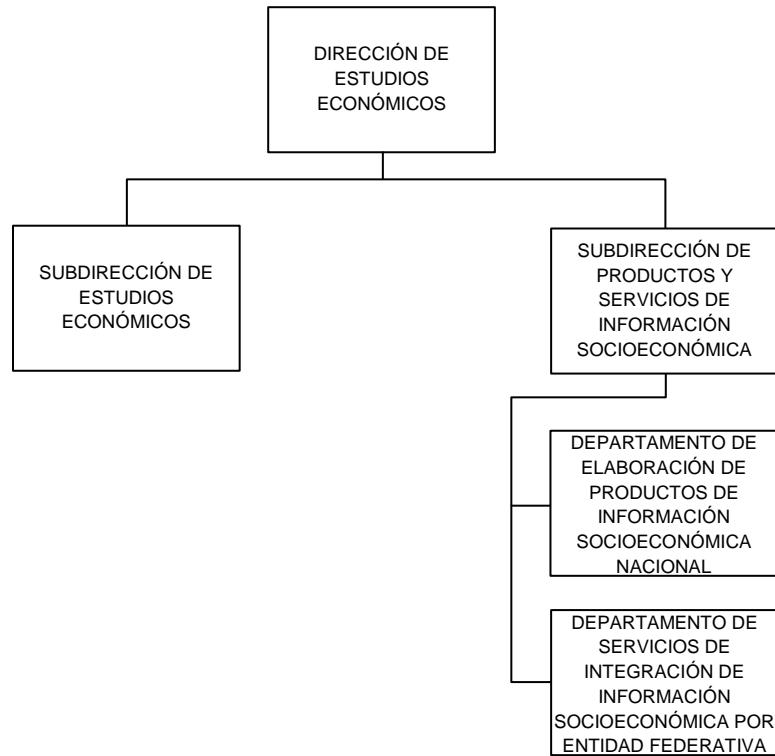 DIRECCIÓN DE
ESTUDIOS
ECONÓMICOS
SUBDIRECCIÓN DE
ESTUDIOS
ECONÓMICOS
SUBDIRECCIÓN DE
PRODUCTOS Y
SERVICIOS DE
INFORMACIÓN
SOCIOECONÓMICA
DEPARTAMENTO DE
ELABORACIÓN DE
PRODUCTOS DE
INFORMACIÓN
SOCIOECONÓMICA
NACIONAL
DEPARTAMENTO DE
SERVICIOS DE
INTEGRACIÓN DE
INFORMACIÓN
SOCIOECONÓMICA POR
ENTIDAD FEDERATIVA